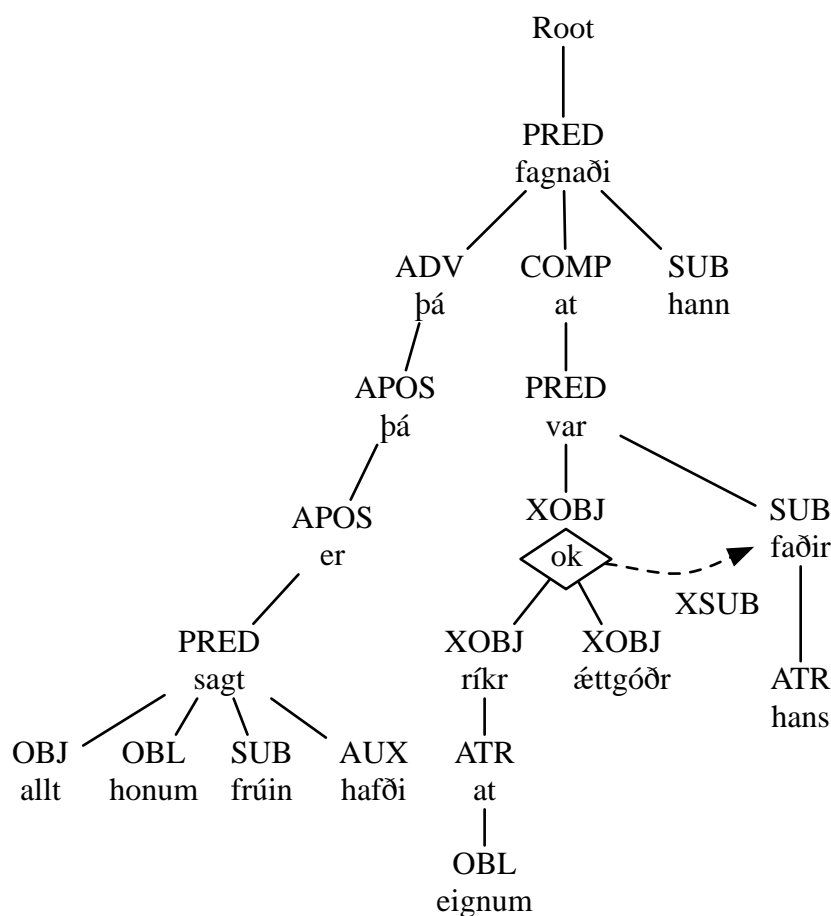 Root
PRED
fagnaði
ADV COMP SUB
þá at hann
APOS PRED
þá var
APOS XOBJ SUB
er ok faðir
XSUB
PRED XOBJ XOBJ
sagt ríkr ǽttgóðr ATR
hans
OBJ OBL SUB AUX ATR
allt honum frúin hafði at
OBL
eignum